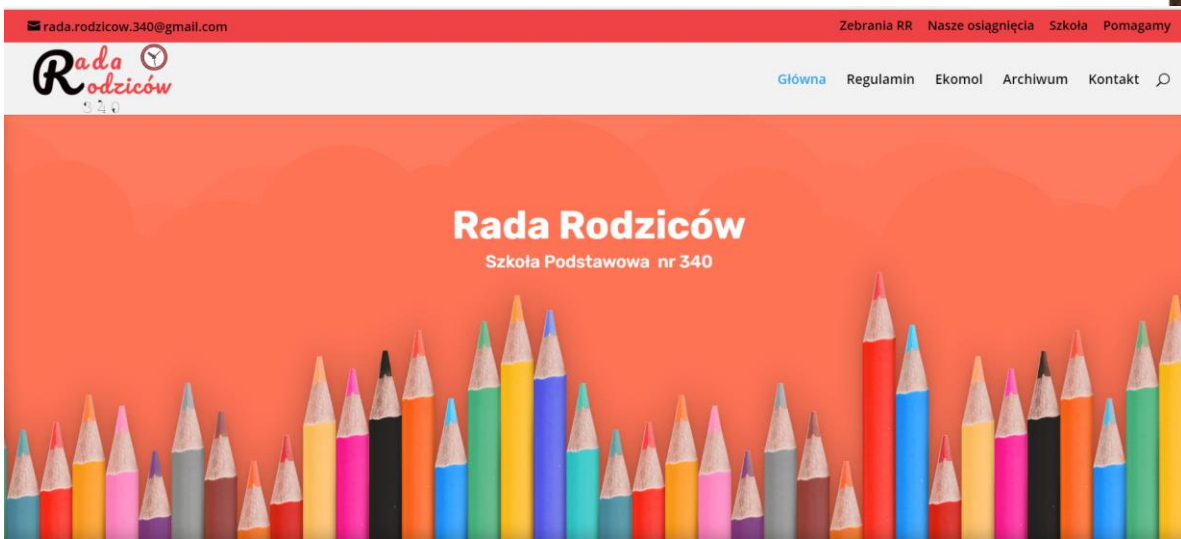 rada.rodzicow.340@gmail.com
Zebrania RR Nasze osiągnięcia Szkoła Pomagamy
Rada
Rodziców
340
Główna Regulamin Ekomol Archiwum Kontakt
Rada Rodziców
Szkoła Podstawowa nr 340